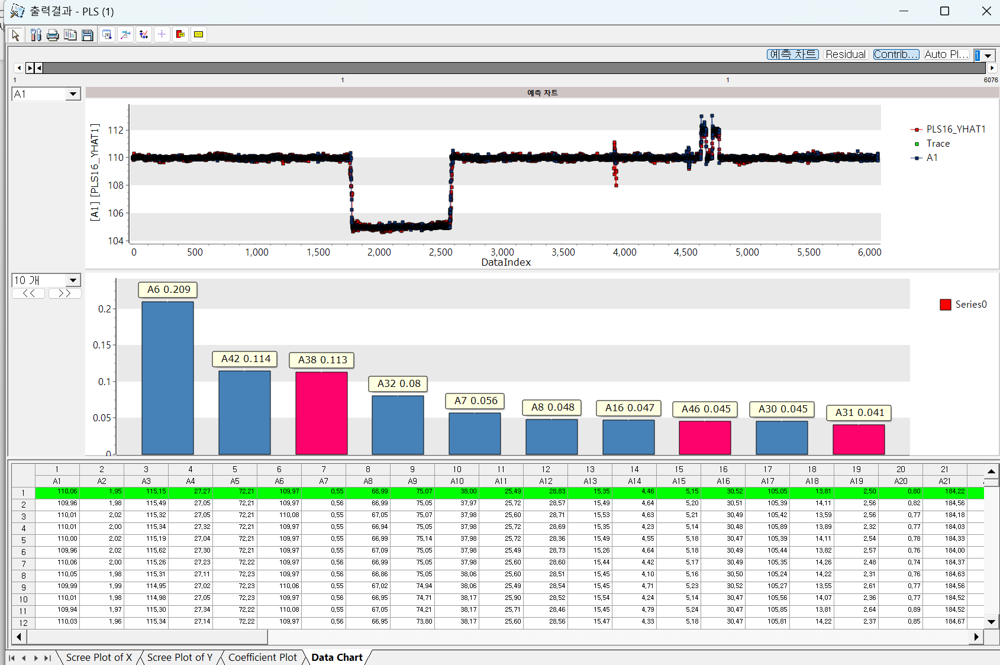 출력결과 - PLS (1)
예측 차트 Residual Contrib... Auto Pl... 1
1 1 1 6076
A1
예측 차트
[A1] [PLS16_YHAT1]
112
110
108
106
104
0 500 1,000 1,500 2,000 2,500 3,000 3,500 4,000 4,500 5,000 5,500 6,000
DataIndex
PLS16_YHAT1
Trace
A1
10 개
<< >>
0.2
0.15
0.1
0.05
0
A6 0.209
A42 0.114
A38 0.113
A32 0.08
A7 0.056
A8 0.048
A16 0.047
A46 0.045
A30 0.045
A31 0.041
Series0
1 2 3 4 5 6 7 8 9 10 11 12 13 14 15 16 17 18 19 20 21
A1 A2 A3 A4 A5 A6 A7 A8 A9 A10 A11 A12 A13 A14 A15 A16 A17 A18 A19 A20 A21
1 110,06 1,95 115,15 27,27 72,21 109,97 0,55 66,99 75,07 38,00 25,49 28,83 15,35 4,46 5,15 30,52 105,05 13,81 2,50 0,80 184,22
2 109,96 1,98 115,49 27,05 72,21 109,97 0,56 66,99 75,05 37,97 25,72 28,57 15,49 4,64 5,20 30,51 105,39 14,11 2,56 0,82 184,56
3 110,01 2,02 115,32 27,05 72,21 110,08 0,55 67,05 75,07 37,98 25,60 28,71 15,53 4,63 5,21 30,49 105,42 13,59 2,56 0,77 184,18
4 110,01 2,00 115,34 27,32 72,21 109,97 0,55 66,94 75,05 37,98 25,72 28,69 15,35 4,23 5,14 30,48 105,89 13,89 2,32 0,77 184,03
5 110,00 2,02 115,19 27,04 72,21 109,97 0,55 66,99 75,14 37,98 25,72 28,36 15,49 4,55 5,18 30,47 105,39 14,11 2,54 0,78 184,33
6 109,96 2,02 115,62 27,30 72,21 109,97 0,55 67,09 75,05 37,98 25,49 28,73 15,26 4,64 5,18 30,49 105,44 13,82 2,57 0,76 184,00
7 110,06 2,00 115,26 27,23 72,22 109,97 0,56 66,99 75,05 37,98 25,60 28,60 15,44 4,42 5,17 30,49 105,35 14,26 2,48 0,74 184,37
8 110,05 1,98 115,31 27,11 72,23 109,97 0,56 66,86 75,05 38,06 25,60 28,51 15,45 4,10 5,16 30,50 105,24 14,22 2,31 0,76 184,63
9 109,99 1,99 114,95 27,02 72,23 110,06 0,55 67,02 74,94 38,06 25,49 28,54 15,45 4,71 5,23 30,52 105,27 13,55 2,61 0,77 184,56
10 110,01 1,98 114,98 27,05 72,23 109,97 0,56 66,95 74,71 38,17 25,90 28,52 15,54 4,24 5,14 30,47 105,56 14,07 2,36 0,77 184,52
11 109,94 1,97 115,30 27,34 72,22 110,08 0,55 67,05 74,21 38,17 25,71 28,46 15,45 4,79 5,24 30,47 105,85 13,81 2,64 0,89 184,52
12 110,03 1,96 115,34 27,14 72,22 109,97 0,56 66,95 73,80 38,17 25,60 28,56 15,47 4,33 5,18 30,47 105,81 14,22 2,37 0,85 184,67
Scree Plot of X Scree Plot of Y Coefficient Plot Data Chart